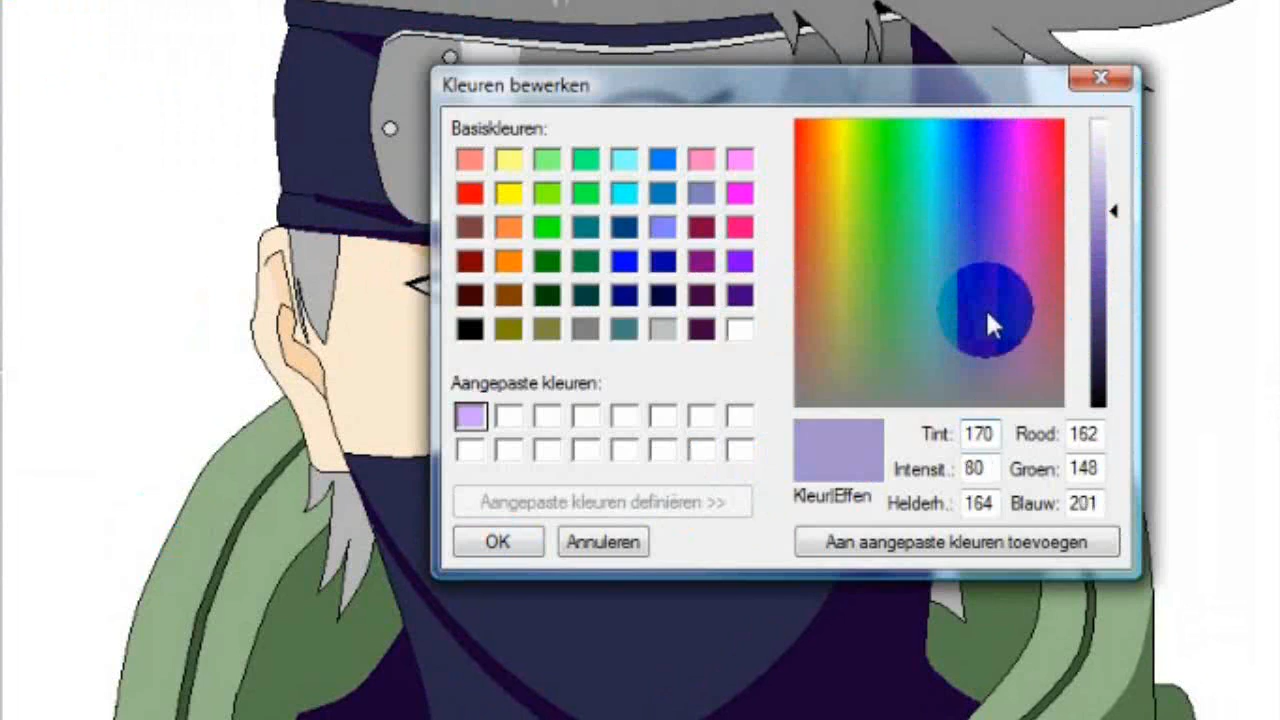 Kleuren bewerken
Basiskleuren:
Aangepaste kleuren:
Aangepaste kleuren definiëren >>
OK Annuleren
Tint: 170 Rood: 162
Intensit.: 80 Groen: 148
Kleur|Effen Helderh.: 164 Blauw: 201
Aan aangepaste kleuren toevoegen